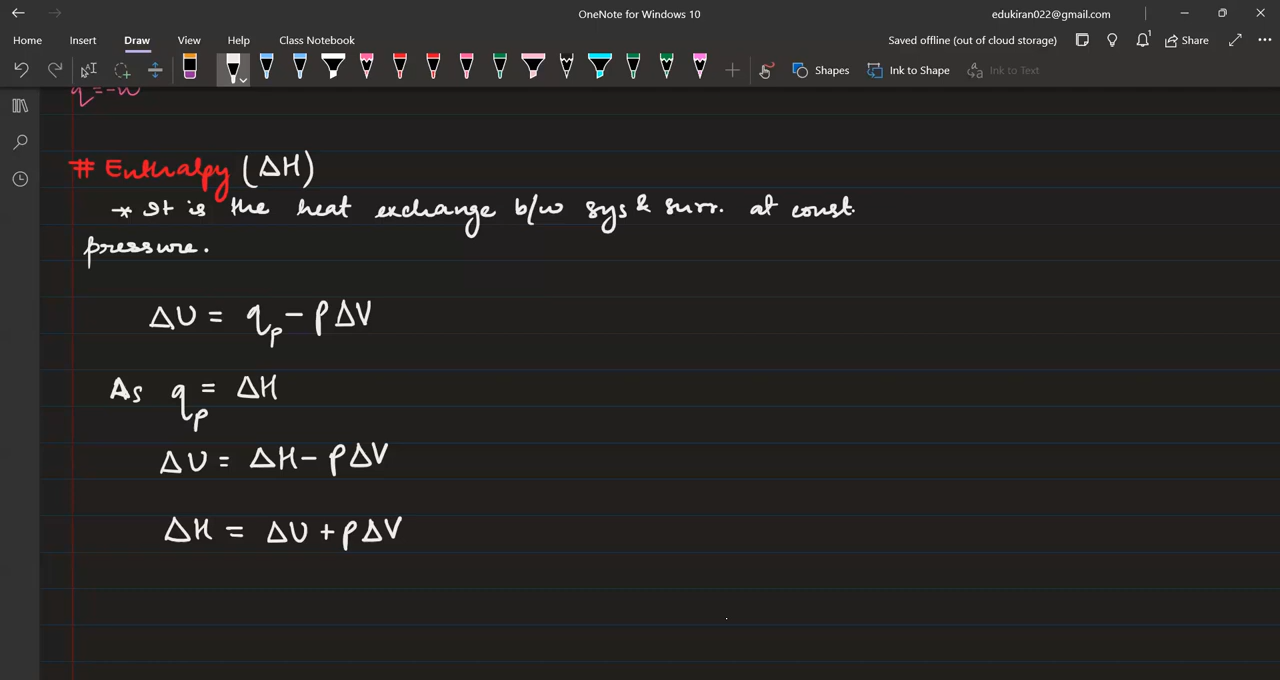 OneNote for Windows 10
edukiran022@gmail.com
Home Insert Draw View Help Class Notebook
Saved offline (out of cloud storage)
Share
Shapes
Ink to Shape
Ink to Text
q=-w
# Enthalpy (ΔH)
* It is the heat exchange b/w sys & surr. at const.
pressure.
ΔU = qₚ - PΔV
As qₚ = ΔH
ΔU = ΔH - PΔV
ΔH = ΔU + PΔV